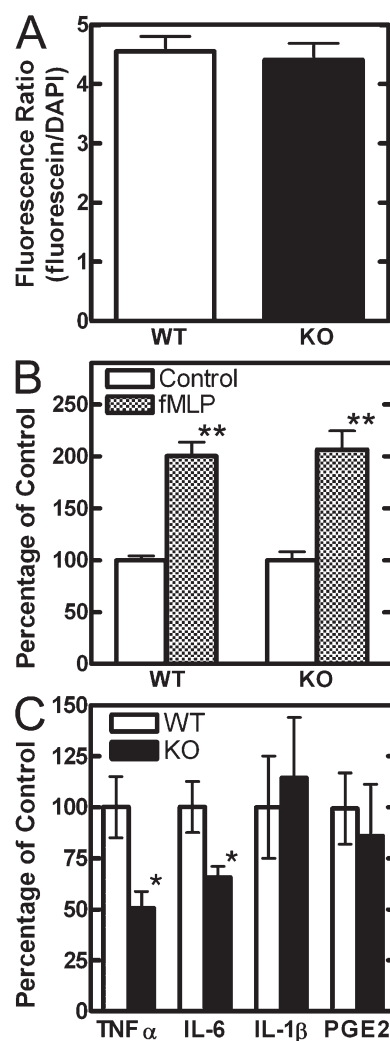 A
Fluorescence Ratio
(fluorescein/DAPI)
5
4
3
2
1
0
WT KO
B
Percentage of Control
Control
fMLP
250
200
150
100
50
0
** **
WT KO
C
Percentage of Control
WT
KO
150
125
100
75
50
25
0
* *
TNFα IL-6 IL-1β PGE2